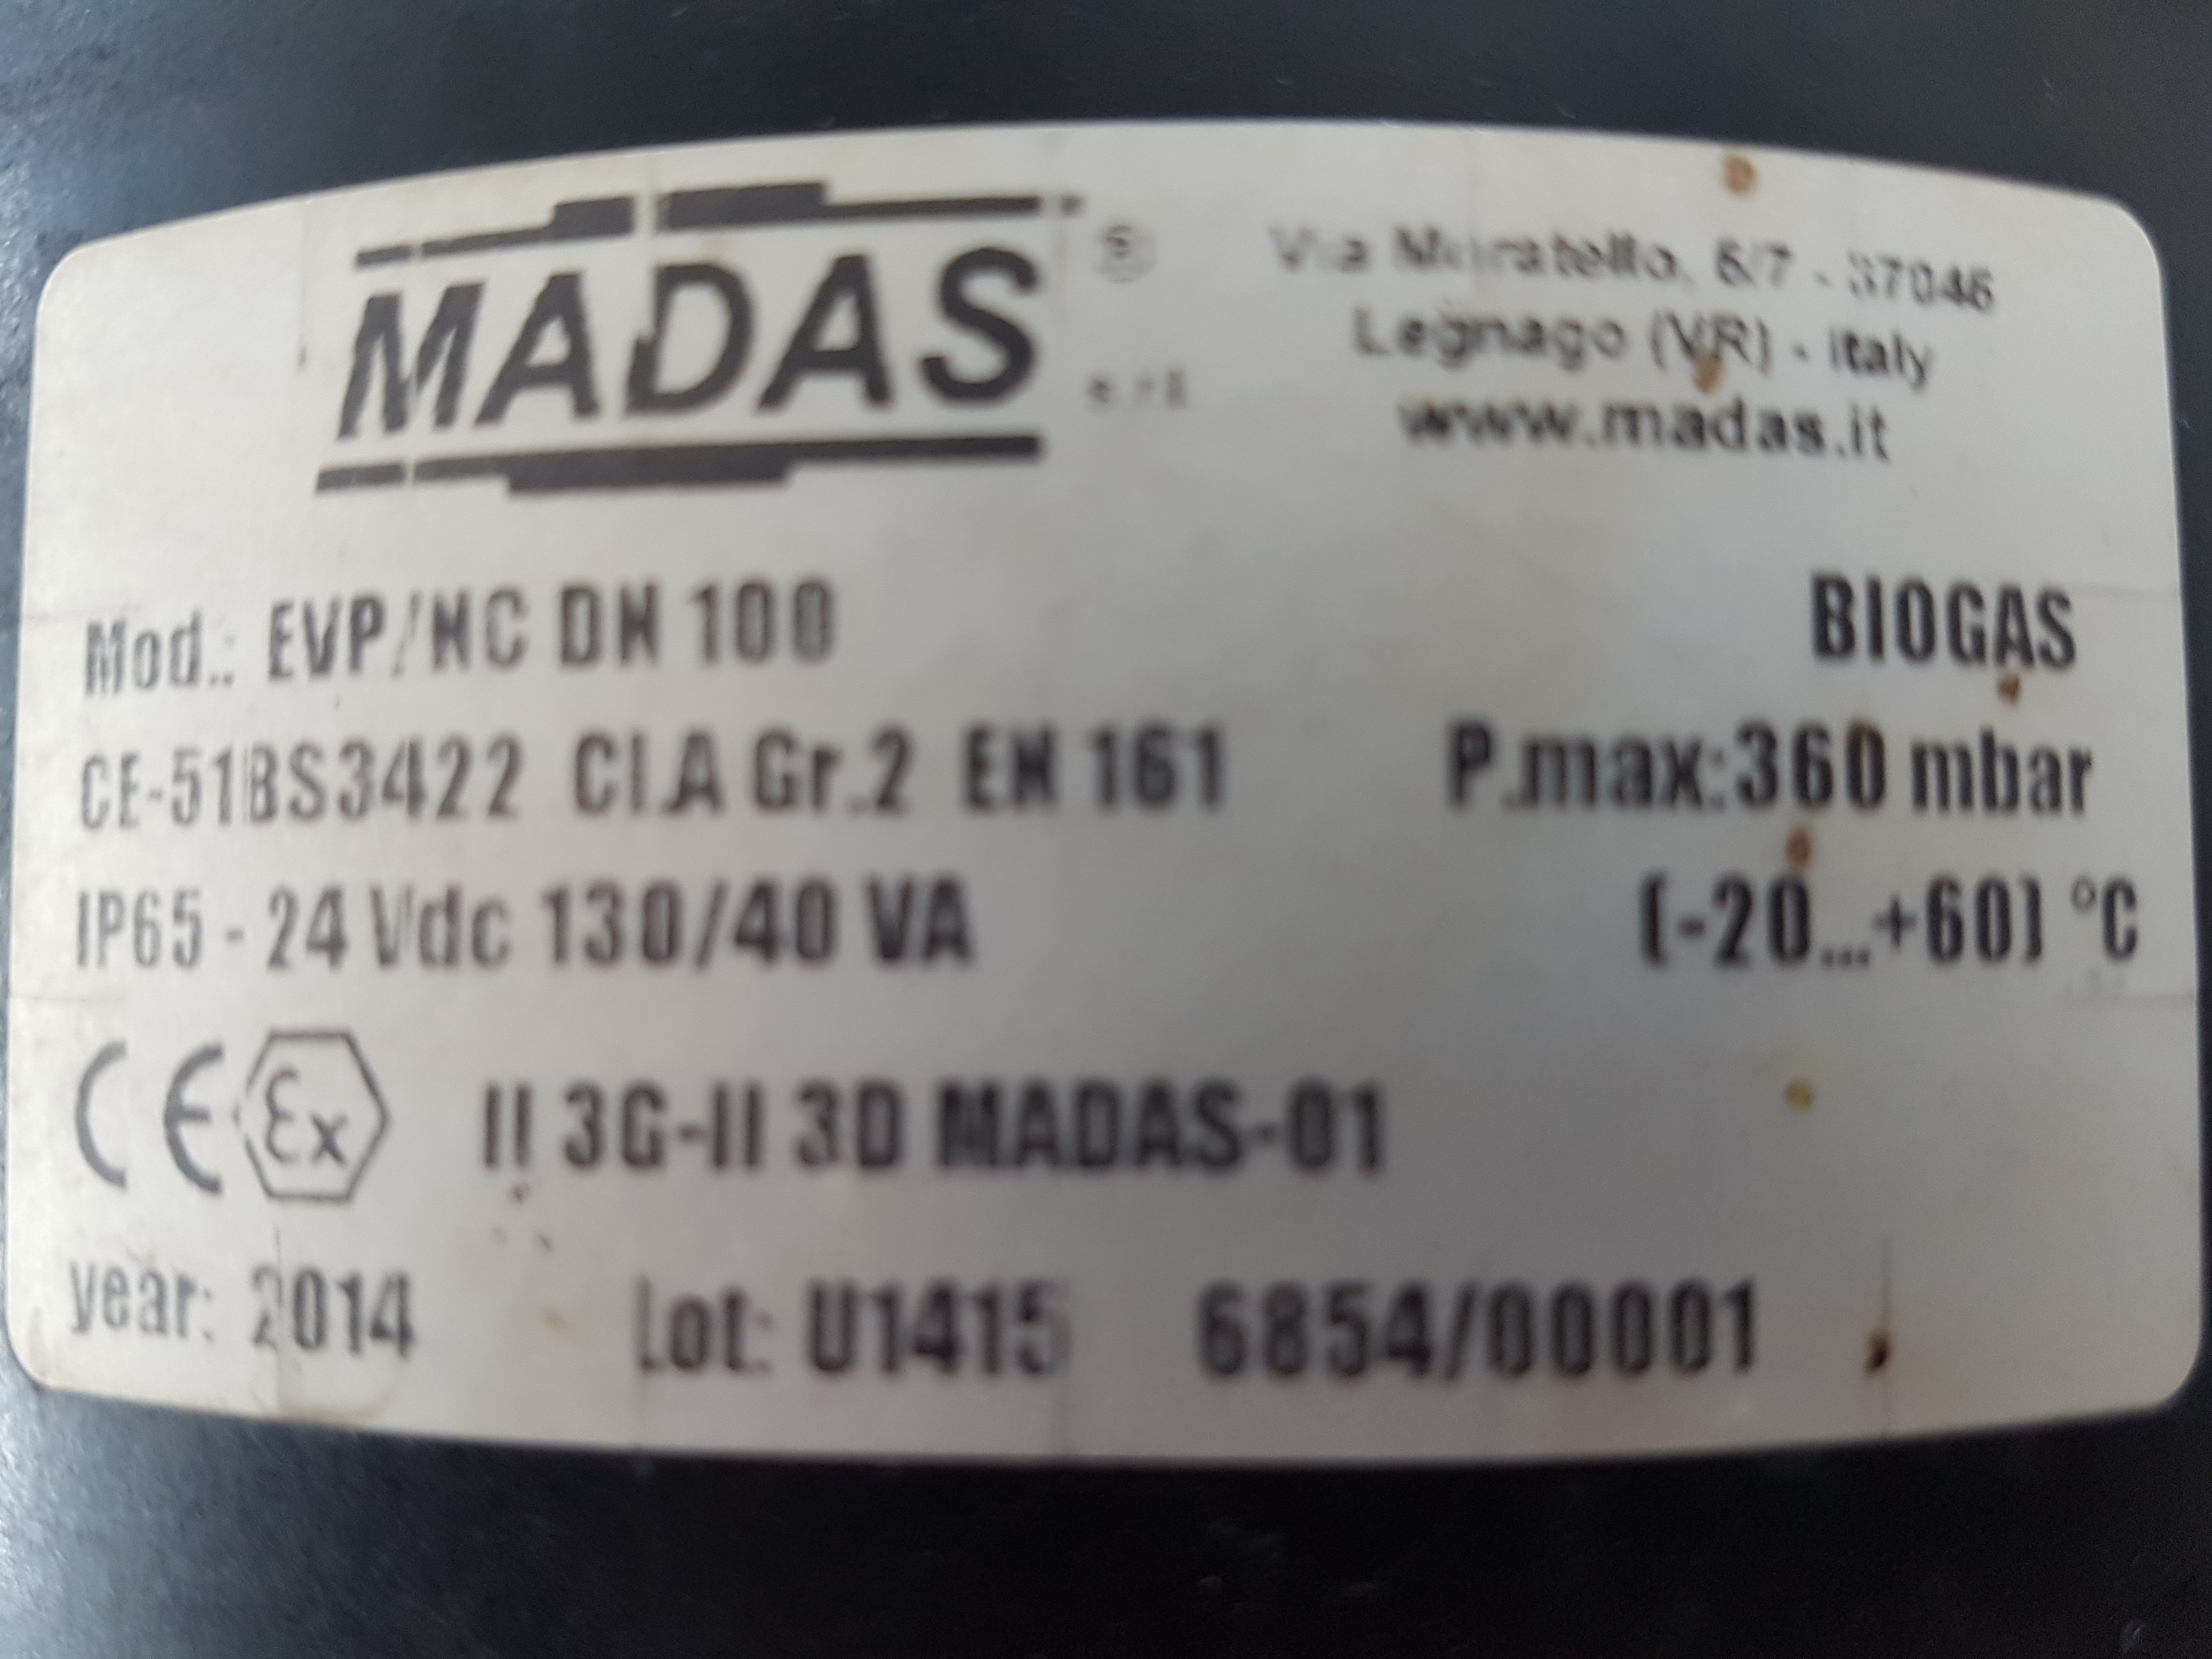 MADAS ®
s.r.l.
Via Moratello, 5/7 - 37046
Legnago (VR) - Italy
www.madas.it
Mod.: EVP/NC DN 100 BIOGAS
CE-51BS3422 Cl.A Gr.2 EN 161 P.max:360 mbar
IP65 - 24 Vdc 130/40 VA (-20...+60) °C
CE Ex II 3G-II 3D MADAS-01
year: 2014 Lot: U1415 6854/00001